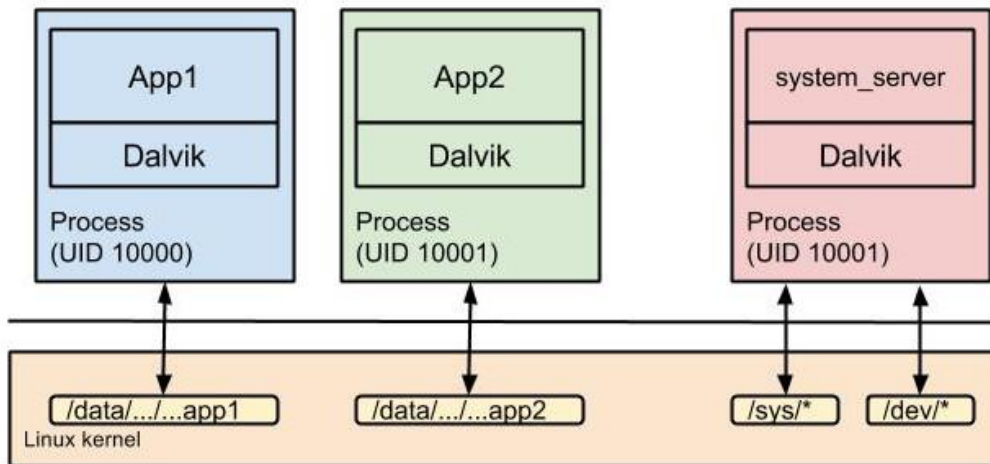 App1
Dalvik
Process
(UID 10000)
App2
Dalvik
Process
(UID 10001)
system_server
Dalvik
Process
(UID 10001)
/data/.../...app1
/data/.../...app2
/sys/*
/dev/*
Linux kernel